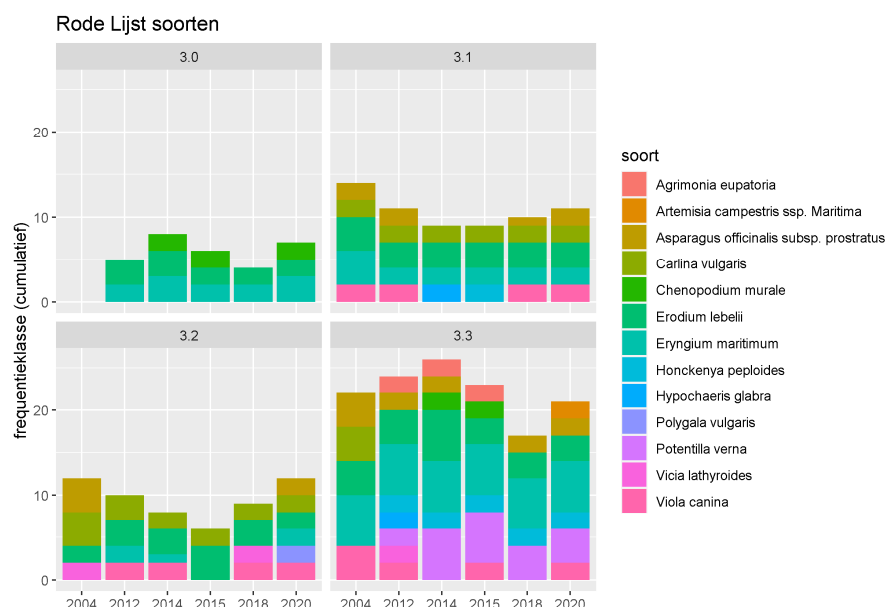 Rode Lijst soorten
3.0
3.1
20
10
0
3.2
3.3
20
10
0
2004 2012 2014 2015 2018 2020
2004 2012 2014 2015 2018 2020
frequentieklasse (cumulatief)
soort
Agrimonia eupatoria
Artemisia campestris ssp. Maritima
Asparagus officinalis subsp. prostratus
Carlina vulgaris
Chenopodium murale
Erodium lebelii
Eryngium maritimum
Honckenya peploides
Hypochaeris glabra
Polygala vulgaris
Potentilla verna
Vicia lathyroides
Viola canina